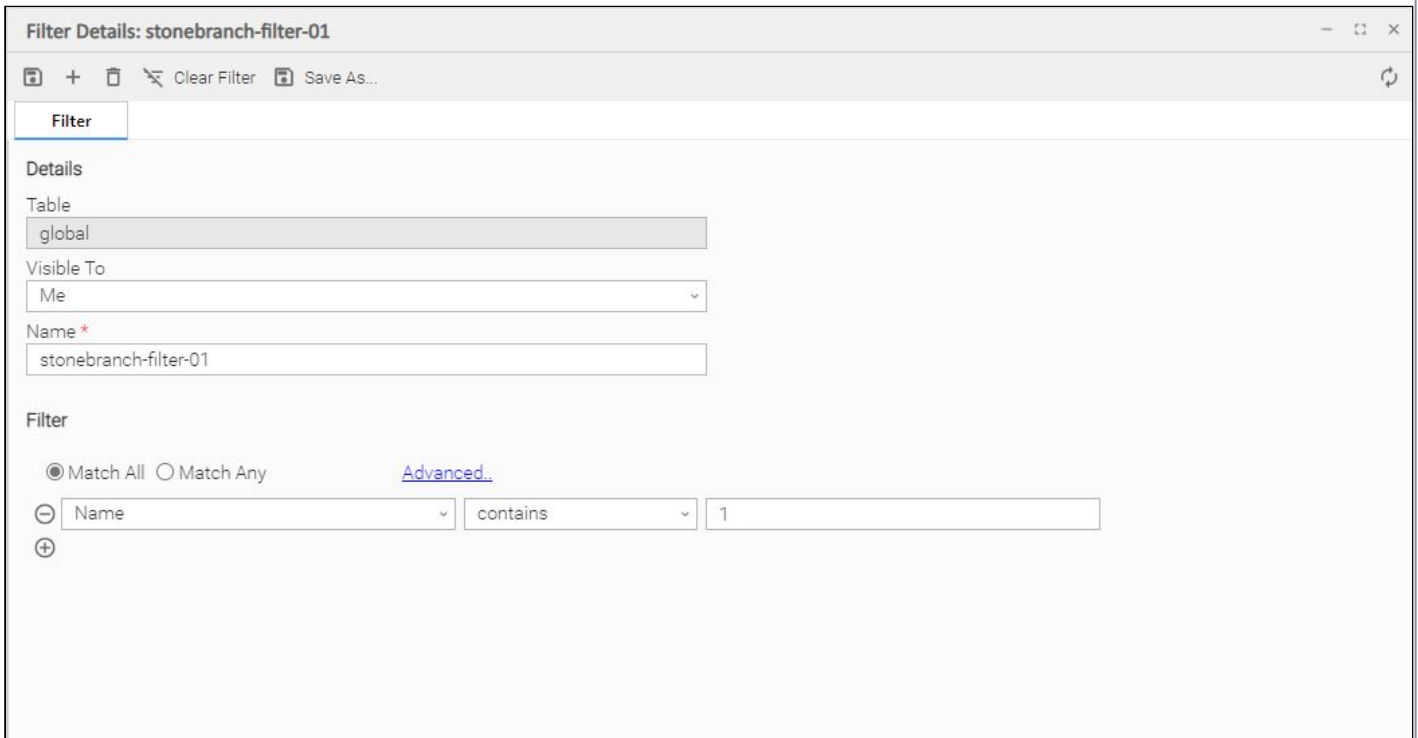 Filter Details: stonebranch-filter-01
Clear Filter Save As...
Filter
Details
Table
global
Visible To
Me
Name *
stonebranch-filter-01
Filter
Match All Match Any Advanced..
Name contains 1